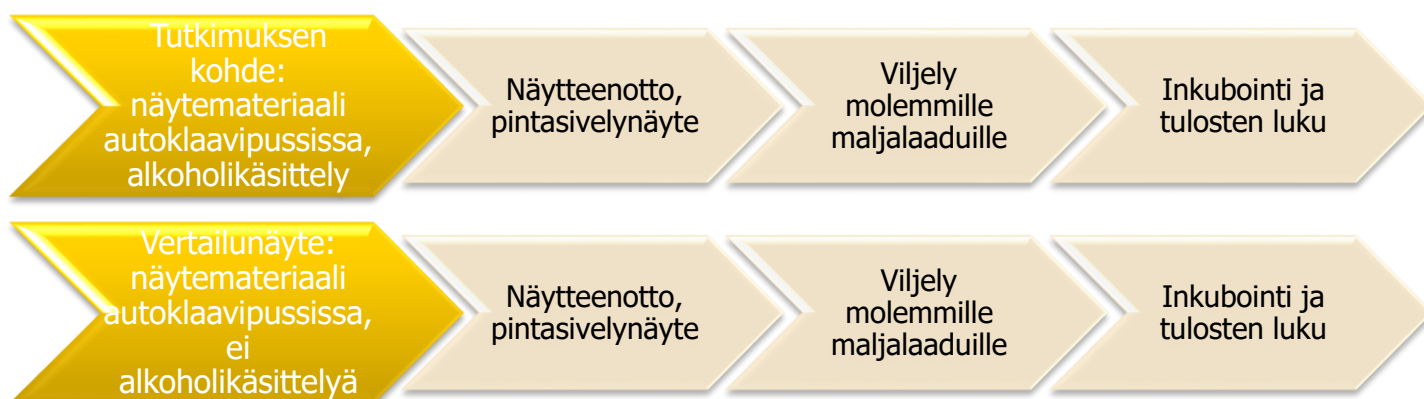 Tutkimuksen
kohde:
näytemateriaali
autoklaavipussissa,
alkoholikäsittely
Näytteenotto,
pintasivelynäyte
Viljely
molemmille
maljalaaduille
Inkubointi ja
tulosten luku
Vertailunäyte:
näytemateriaali
autoklaavipussissa,
ei
alkoholikäsittelyä
Näytteenotto,
pintasivelynäyte
Viljely
molemmille
maljalaaduille
Inkubointi ja
tulosten luku